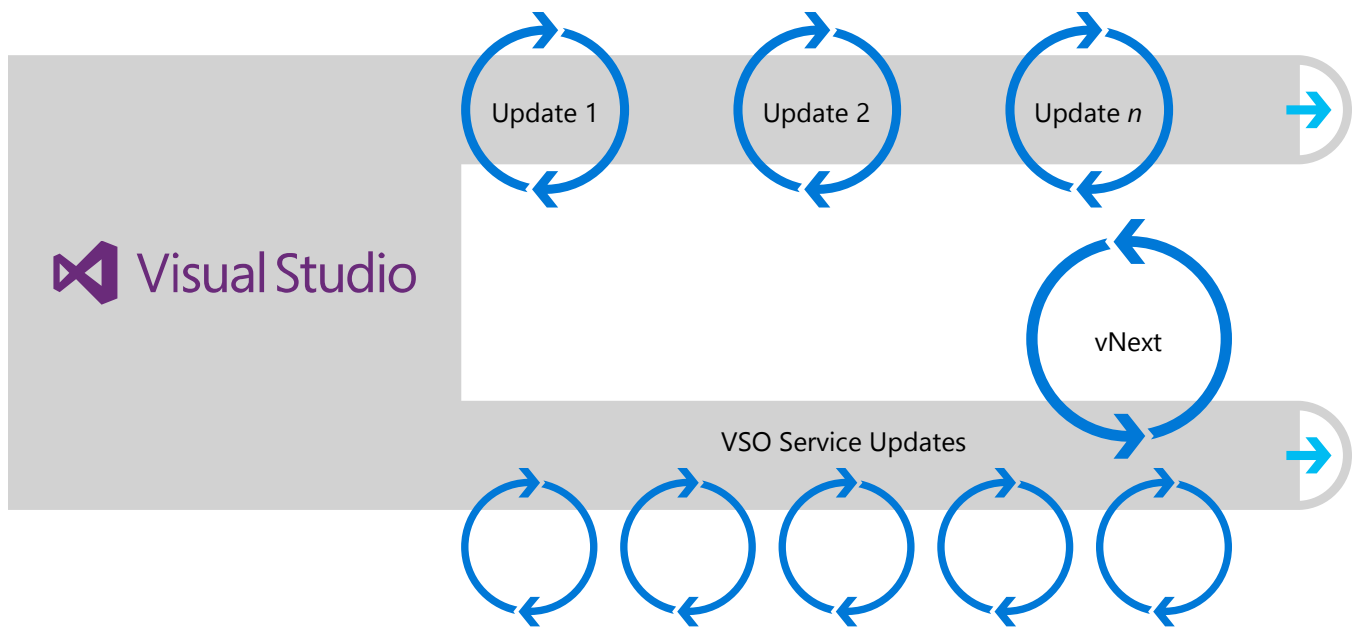 Update 1
Update 2
Update n
Visual Studio
vNext
VSO Service Updates